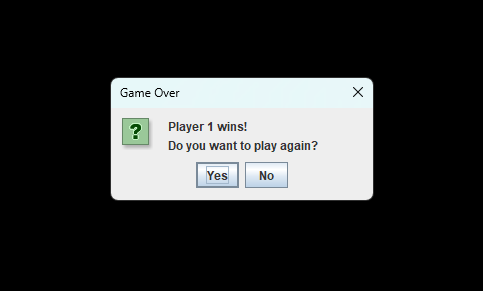 Game Over
?
Player 1 wins!
Do you want to play again?
Yes No